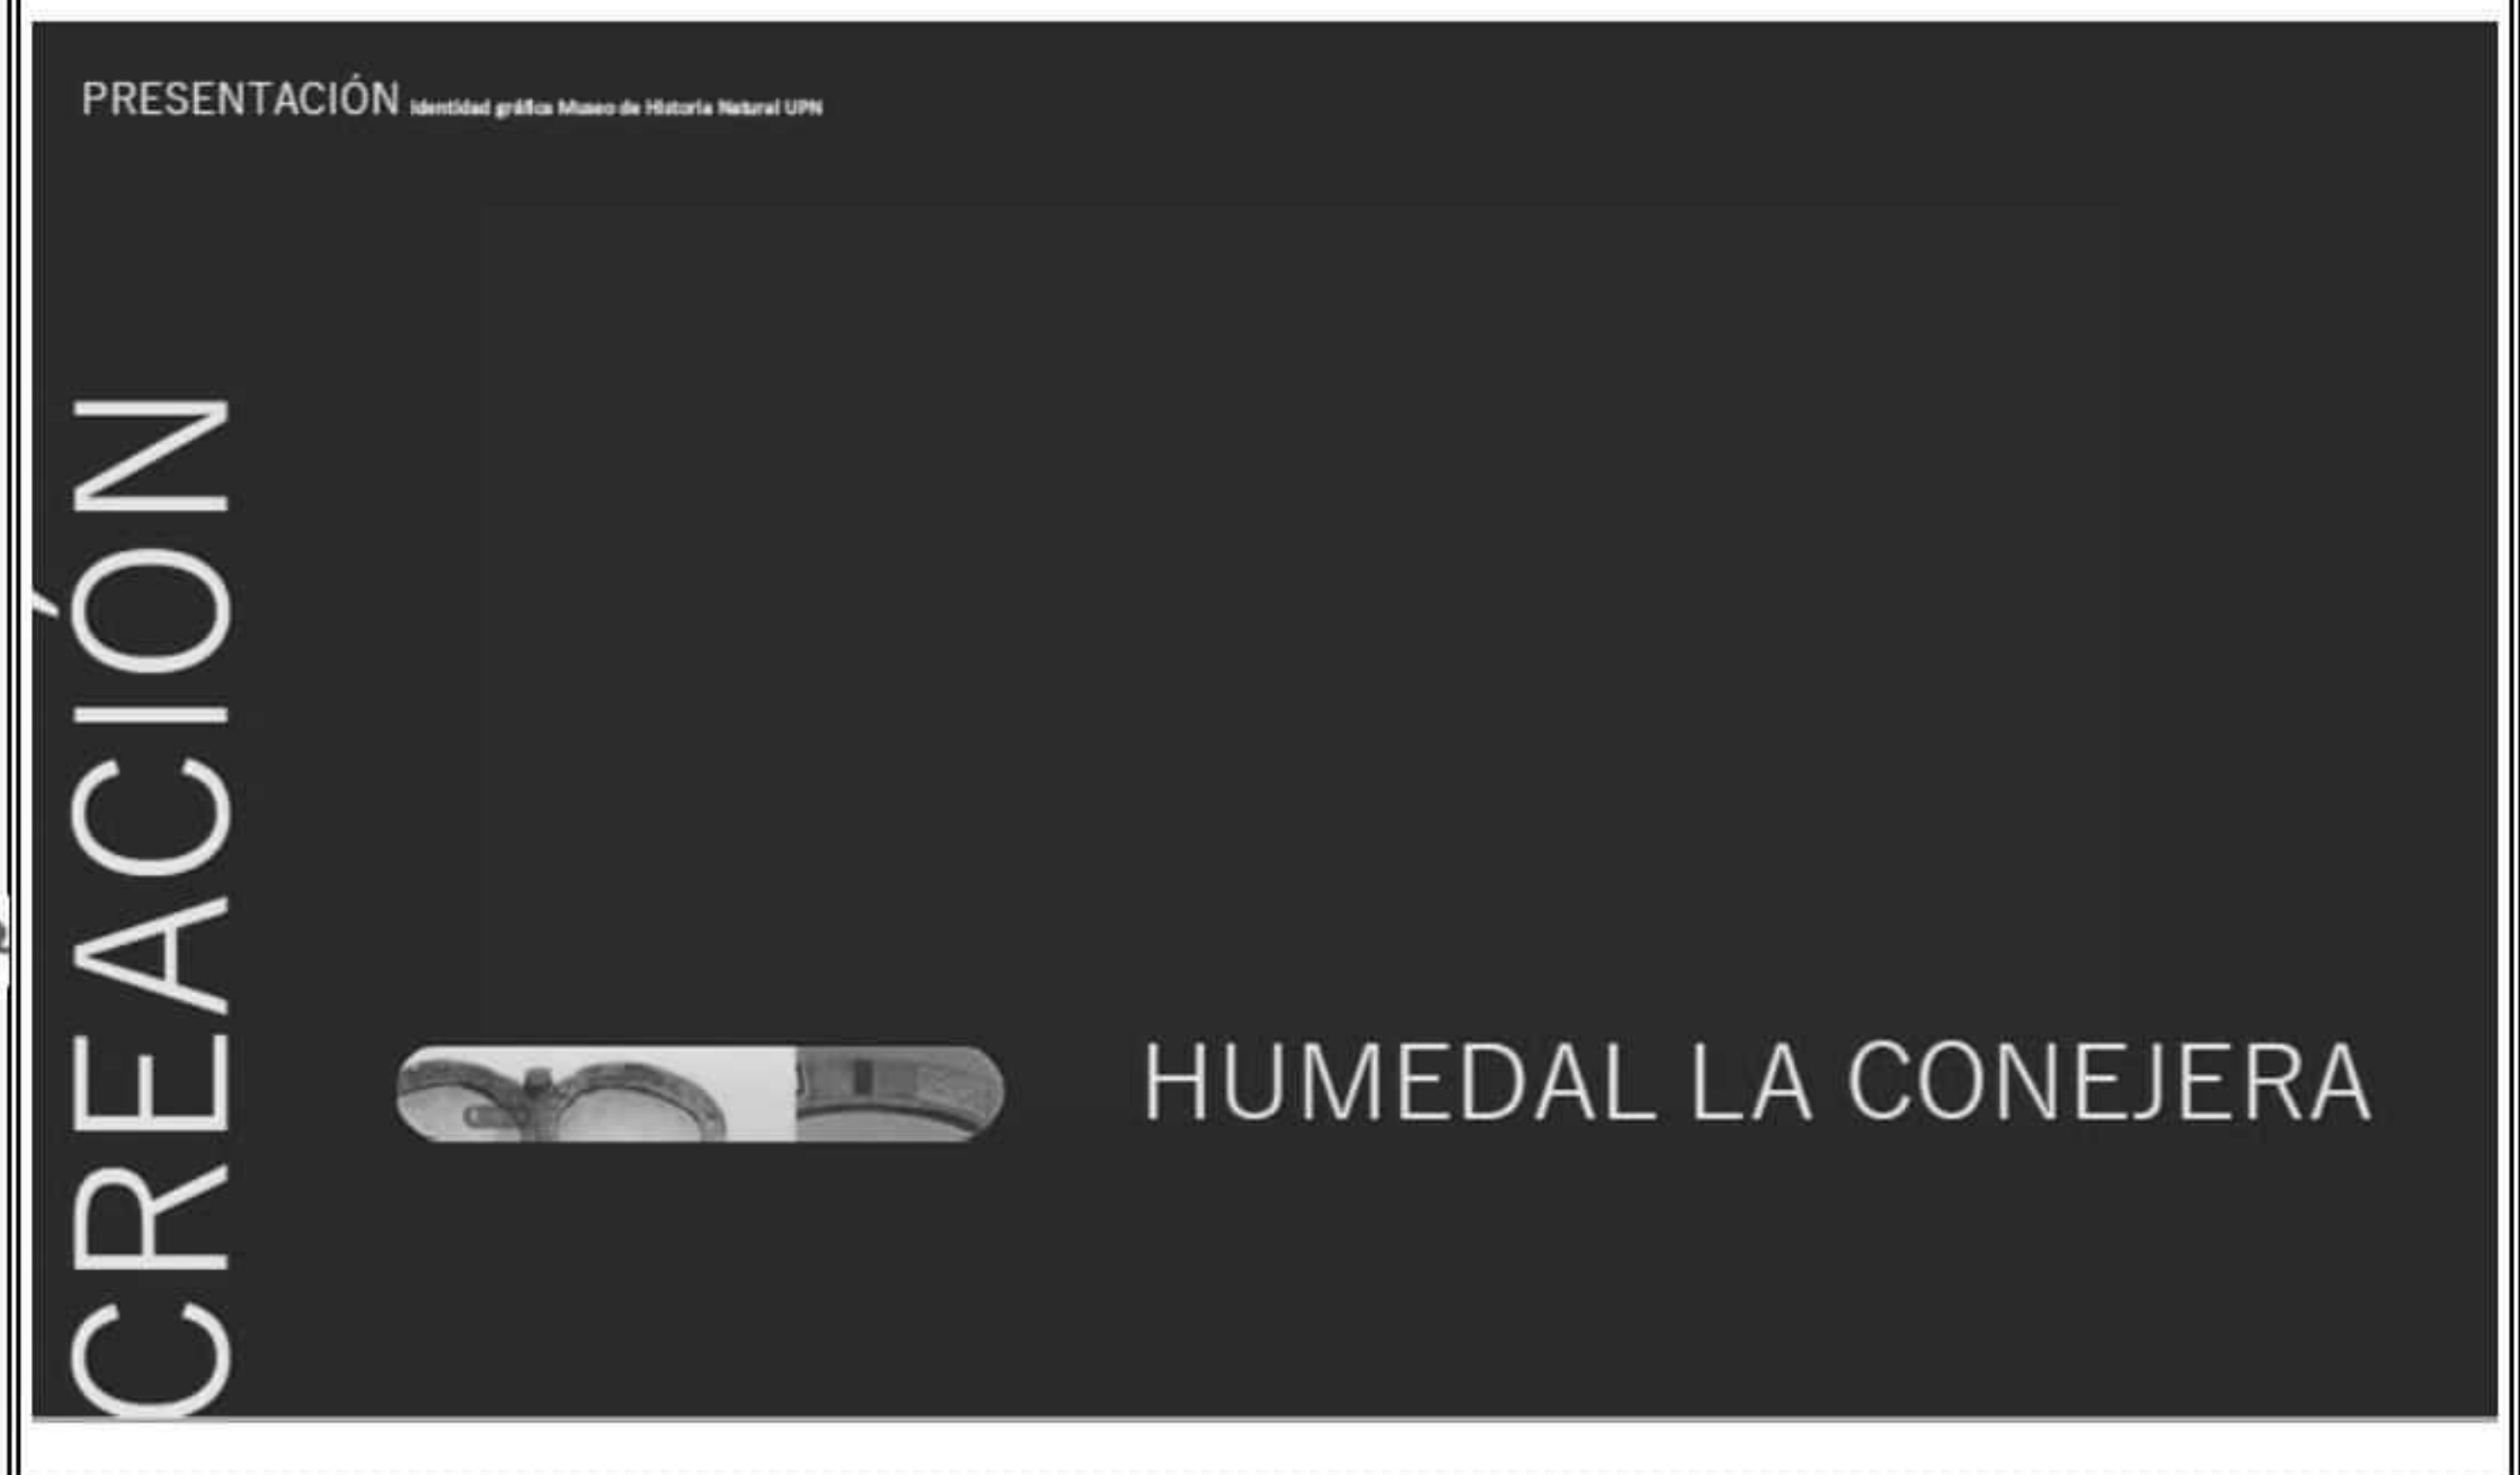 PRESENTACIÓN Identidad gráfica Museo de Historia Natural UPN
CREACIÓN
HUMEDAL LA CONEJERA